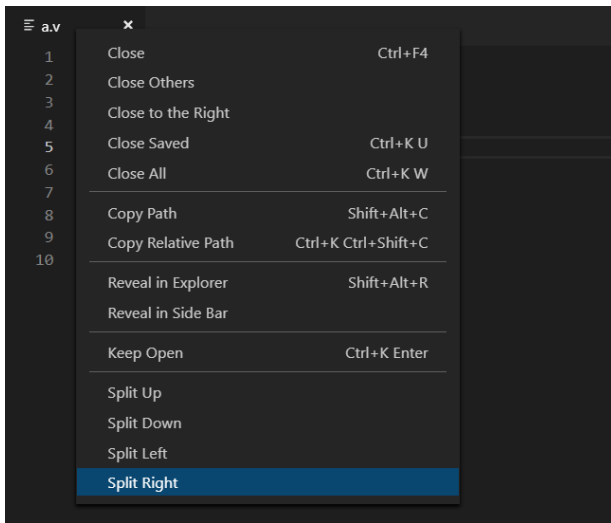 a.v
1
2
3
4
5
6
7
8
9
10
Close Ctrl+F4
Close Others
Close to the Right
Close Saved Ctrl+K U
Close All Ctrl+K W
Copy Path Shift+Alt+C
Copy Relative Path Ctrl+K Ctrl+Shift+C
Reveal in Explorer Shift+Alt+R
Reveal in Side Bar
Keep Open Ctrl+K Enter
Split Up
Split Down
Split Left
Split Right